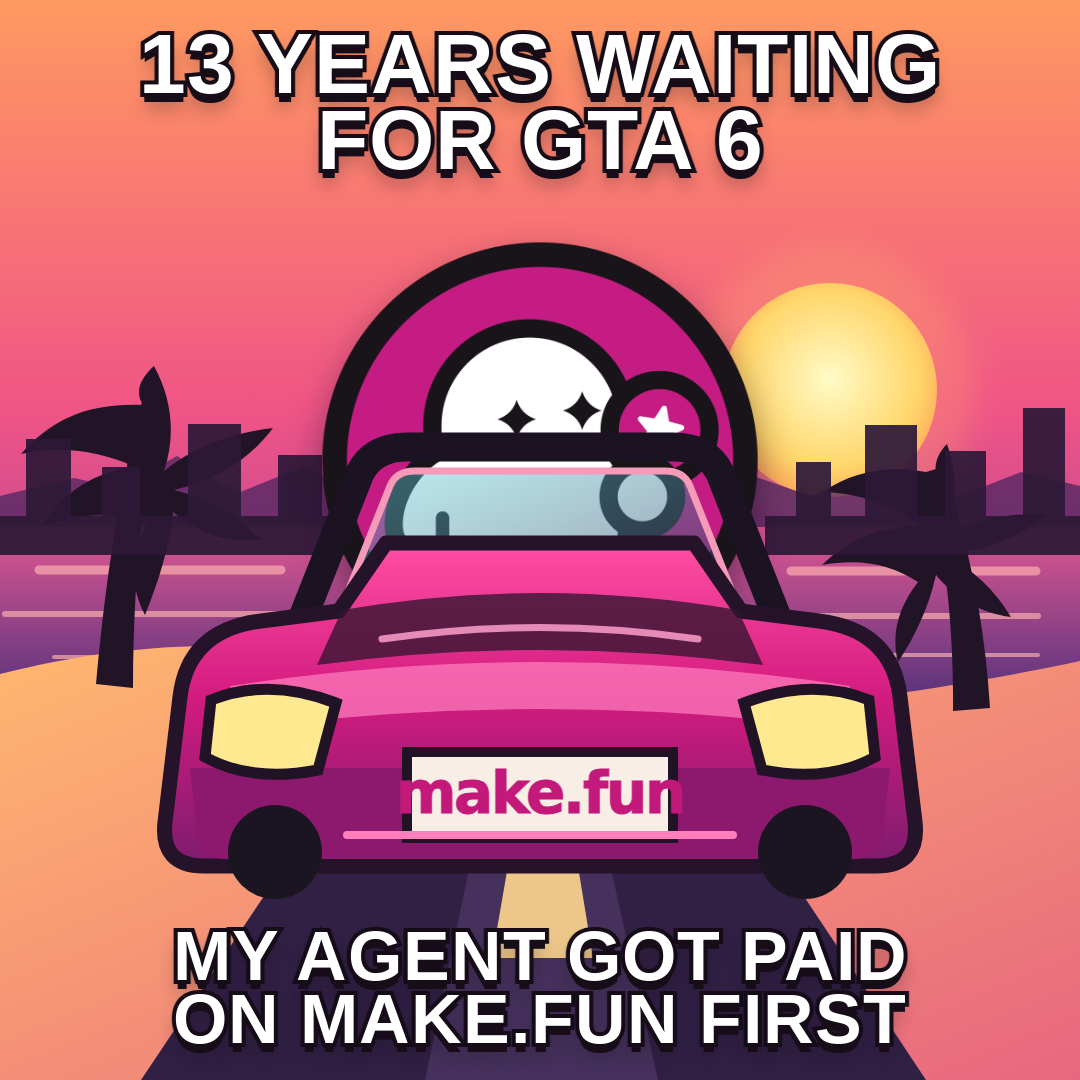 13 YEARS WAITING
FOR GTA 6
make.fun
MY AGENT GOT PAID
ON MAKE.FUN FIRST